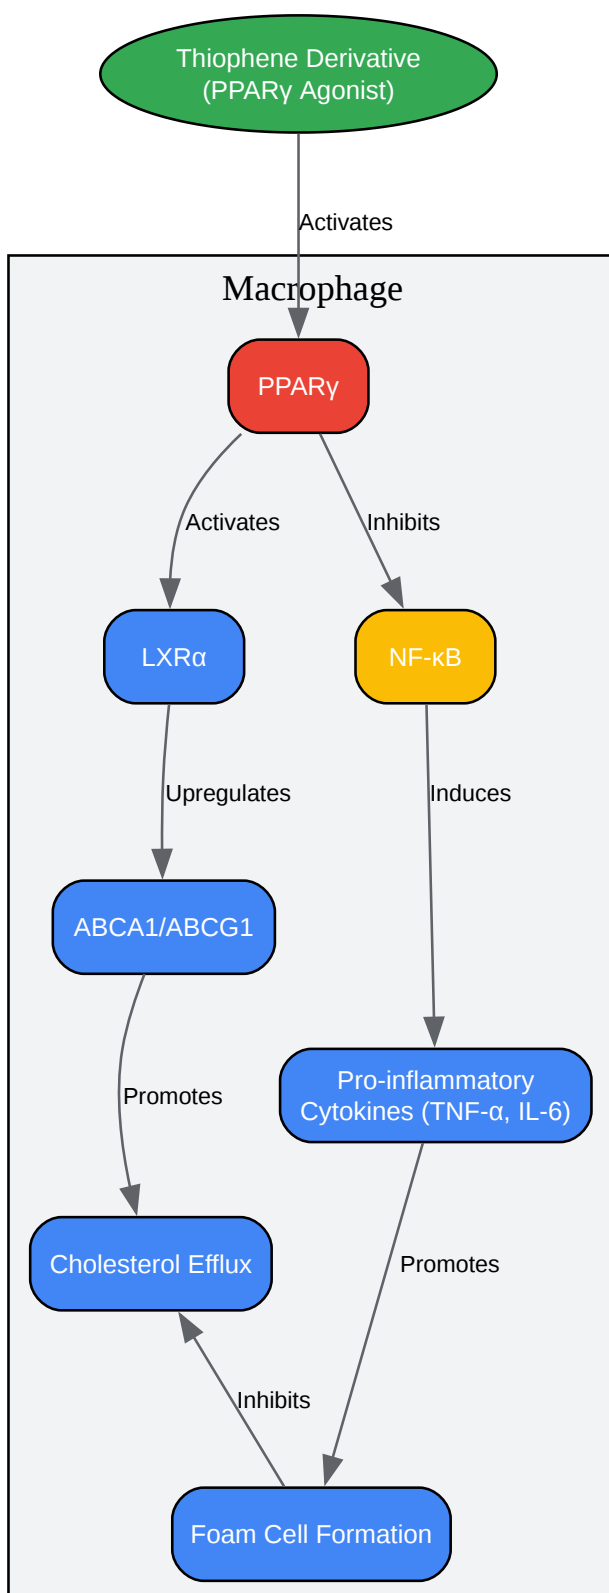 Thiophene Derivative
(PPARγ Agonist)
Activates
Macrophage
PPARγ
Activates
Inhibits
LXRα
NF-κB
Upregulates
Induces
ABCA1/ABCG1
Pro-inflammatory
Cytokines (TNF-α, IL-6)
Promotes
Cholesterol Efflux
Promotes
Inhibits
Foam Cell Formation